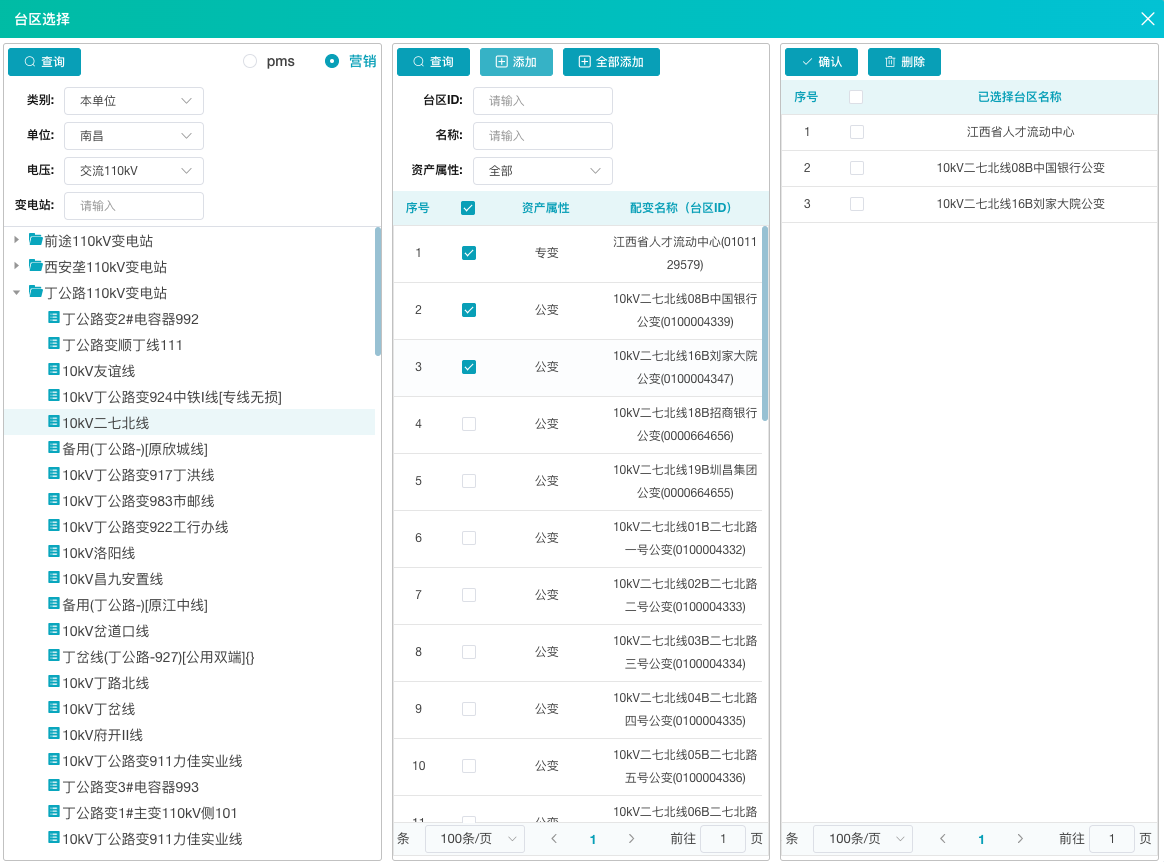 台区选择
查询
pms
营销
类别:
本单位
单位:
南昌
电压:
交流110kV
变电站:
请输入
前途110kV变电站
西安垄110kV变电站
丁公路110kV变电站
丁公路变2#电容器992
丁公路变顺丁线111
10kV友谊线
10kV丁公路变924中铁I线[专线无损]
10kV二七北线
备用(丁公路-)[原欣城线]
10kV丁公路变917丁洪线
10kV丁公路变983市邮线
10kV丁公路变922工行办线
10kV洛阳线
10kV昌九安置线
备用(丁公路-)[原江中线]
10kV岔道口线
丁岔线(丁公路-927)[公用双端]{}
10kV丁路北线
10kV丁岔线
10kV府开II线
10kV丁公路变911力佳实业线
丁公路变3#电容器993
丁公路变1#主变110kV侧101
10kV丁公路变911力佳实业线
查询
添加
全部添加
台区ID:
请输入
名称:
请输入
资产属性:
全部
序号
资产属性
配变名称（台区ID）
1
专变
江西省人才流动中心(01011
29579)
2
公变
10kV二七北线08B中国银行
公变(0100004339)
3
公变
10kV二七北线16B刘家大院
公变(0100004347)
4
公变
10kV二七北线18B招商银行
公变(0000664656)
5
公变
10kV二七北线19B圳昌集团
公变(0000664655)
6
公变
10kV二七北线01B二七北路
一号公变(0100004332)
7
公变
10kV二七北线02B二七北路
二号公变(0100004333)
8
公变
10kV二七北线03B二七北路
三号公变(0100004334)
9
公变
10kV二七北线04B二七北路
四号公变(0100004335)
10
公变
10kV二七北线05B二七北路
五号公变(0100004336)
11
公变
10kV二七北线06B二七北路
条
100条/页
1
前往
1
页
确认
删除
序号
已选择台区名称
1
江西省人才流动中心
2
10kV二七北线08B中国银行公变
3
10kV二七北线16B刘家大院公变
条
100条/页
1
前往
1
页